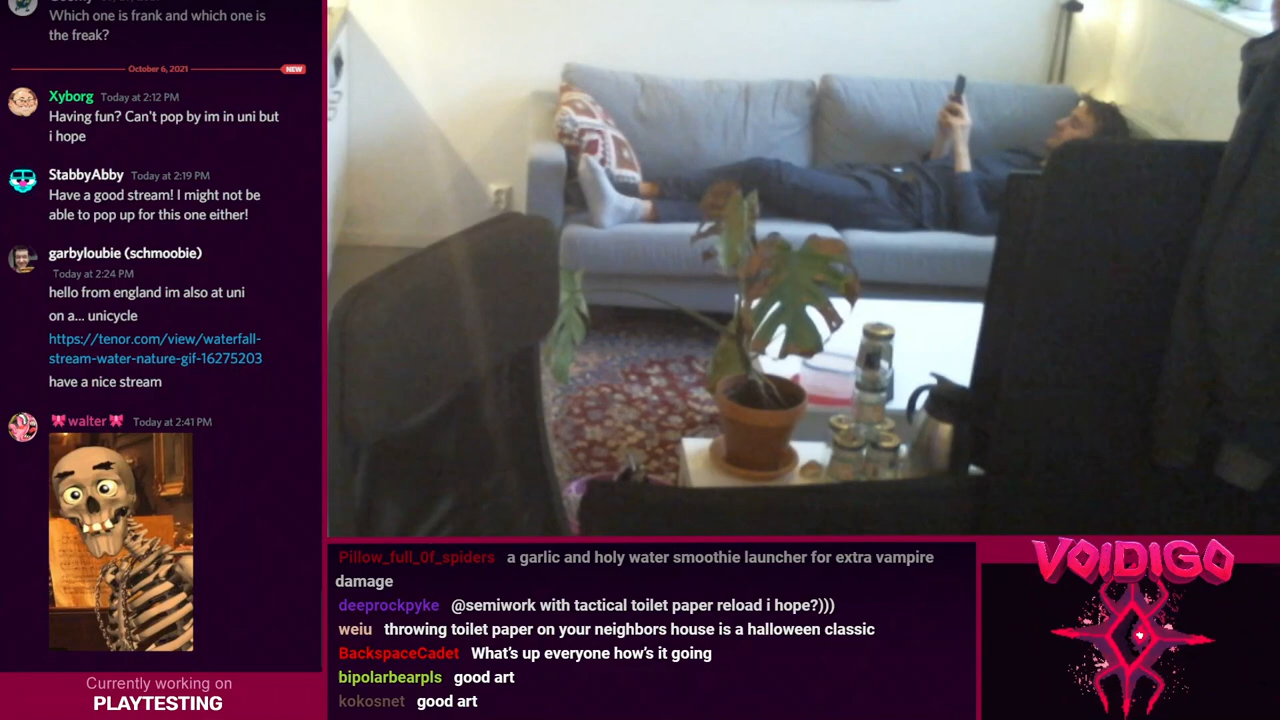 Which one is frank and which one is
the freak?
October 6, 2021
NEW
Xyborg Today at 2:12 PM
Having fun? Can't pop by im in uni but
i hope
StabbyAbby Today at 2:19 PM
Have a good stream! I might not be
able to pop up for this one either!
garbyloubie (schmoobie)
Today at 2:24 PM
hello from england im also at uni
on a... unicycle
https://tenor.com/view/waterfall-
stream-water-nature-gif-16275203
have a nice stream
🎀 walter 🎀 Today at 2:41 PM
Currently working on
PLAYTESTING
Pillow_full_0f_spiders a garlic and holy water smoothie launcher for extra vampire
damage
deeprockpyke @semiwork with tactical toilet paper reload i hope?)))
weiu throwing toilet paper on your neighbors house is a halloween classic
BackspaceCadet What's up everyone how's it going
bipolarbearpls good art
kokosnet good art
VOIDIGO